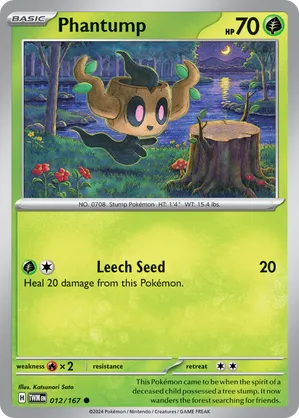 BASIC
Phantump
HP 70
NO. 0708 Stump Pokémon HT: 1'4" WT: 15.4 lbs.
Leech Seed 20
Heal 20 damage from this Pokémon.
weakness ×2 resistance retreat
Illus. Katsunori Sato
H TWM EN 012/167
This Pokémon came to be when the spirit of a
deceased child possessed a tree stump. It now
wanders the forest searching for friends.
©2024 Pokémon / Nintendo / Creatures / GAME FREAK